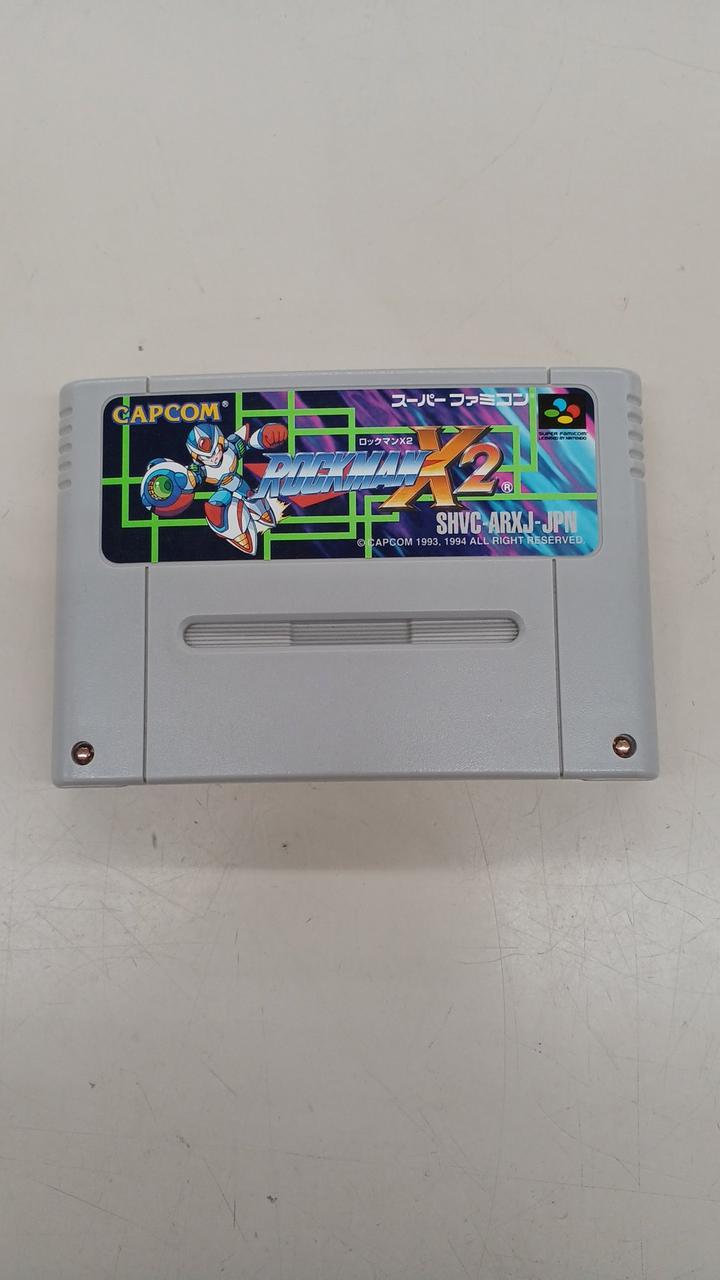 CAPCOM®
スーパーファミコン
SUPER FAMICOM
LICENSED BY NINTENDO
ロックマンX2
ROCKMAN X2®
SHVC-ARXJ-JPN
©CAPCOM 1993, 1994 ALL RIGHT RESERVED.